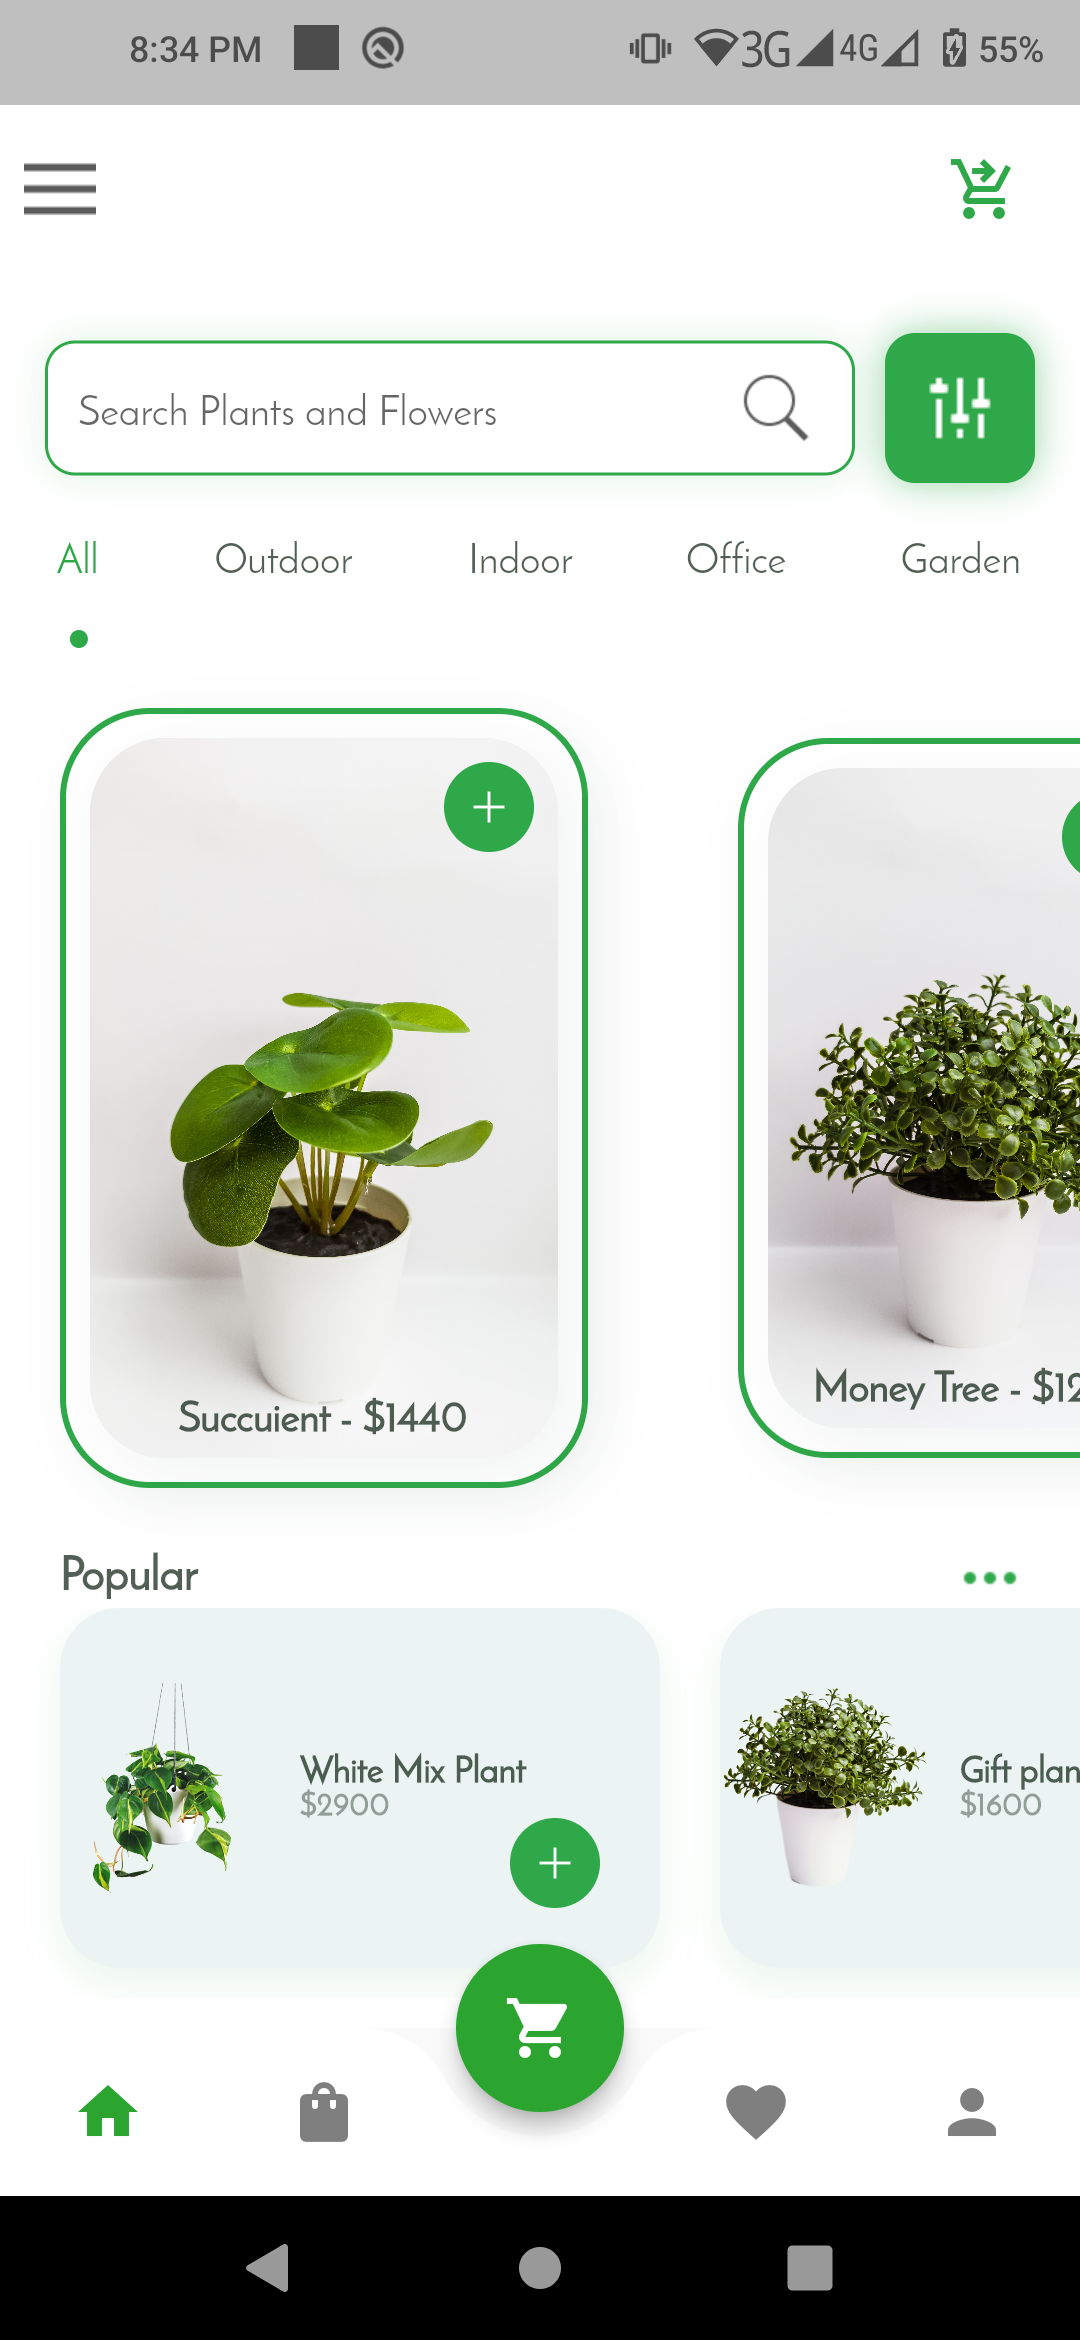 8:34 PM 3G 4G 55%
Search Plants and Flowers
All Outdoor Indoor Office Garden
Succuient - $1440
Money Tree - $12
Popular
White Mix Plant
$2900
Gift plan
$1600